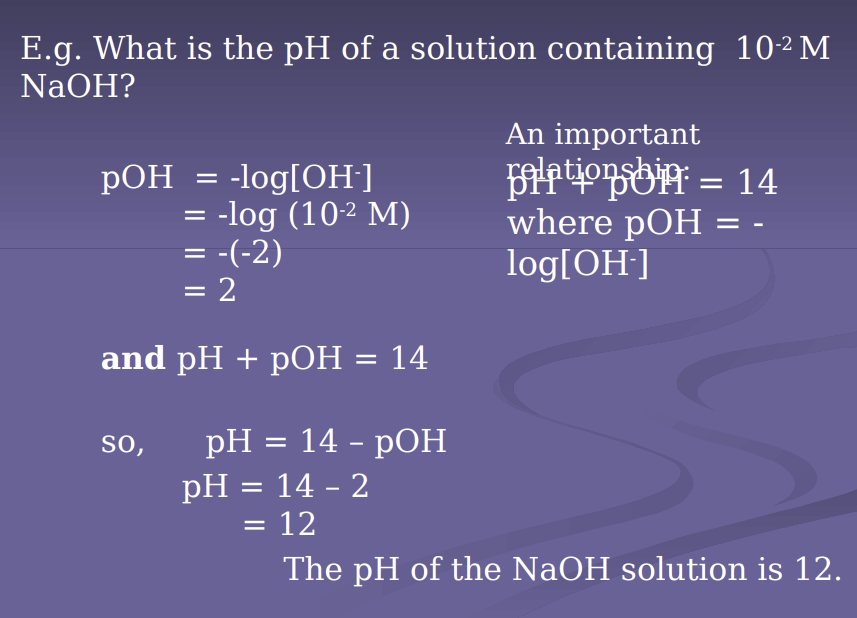 E.g. What is the pH of a solution containing  10⁻² M
NaOH?
An important
relationship:
pH + pOH = 14
where pOH = -
log[OH⁻]
pOH  = -log[OH⁻]
= -log (10⁻² M)
= -(-2)
= 2
and pH + pOH = 14
so,     pH = 14 – pOH
pH = 14 – 2
= 12
The pH of the NaOH solution is 12.